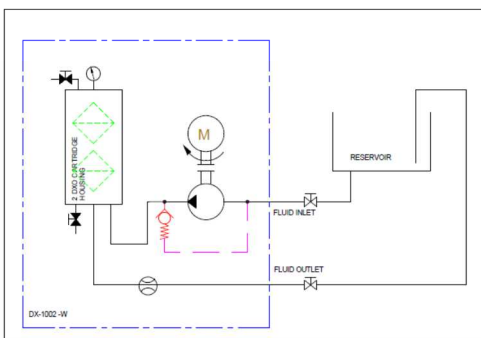 M
2 DXO CARTRIDGE
HOUSING
RESERVOIR
FLUID INLET
FLUID OUTLET
DX-1002 -W